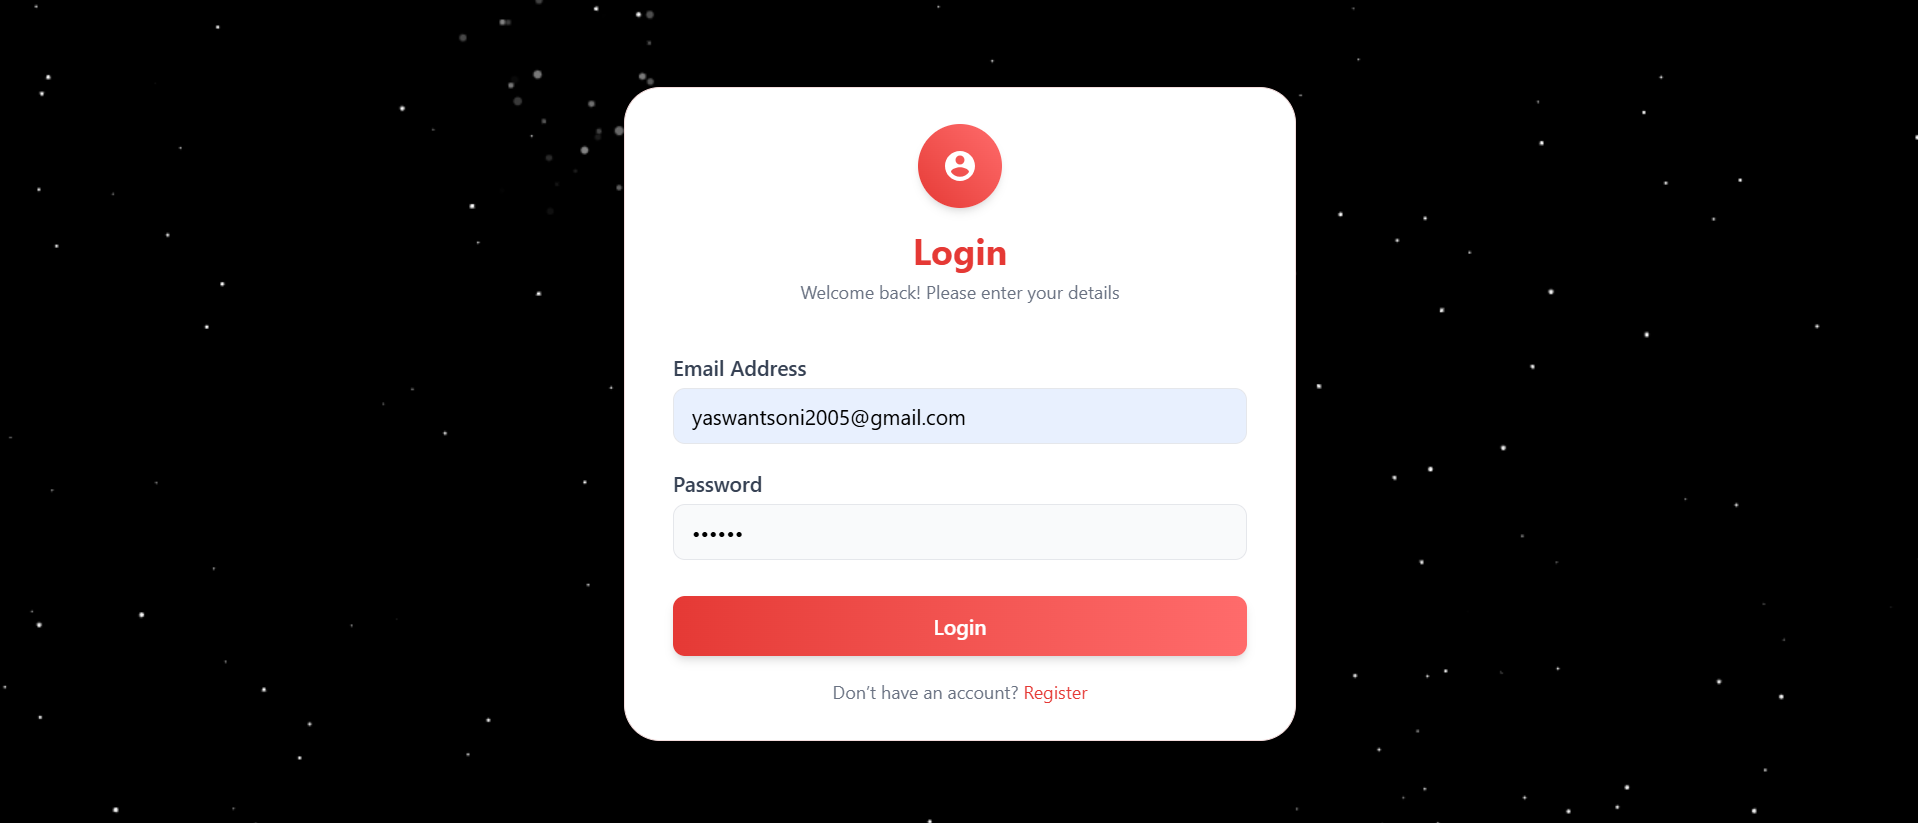 Login
Welcome back! Please enter your details
Email Address
yaswantsoni2005@gmail.com
Password
••••••
Login
Don’t have an account? Register